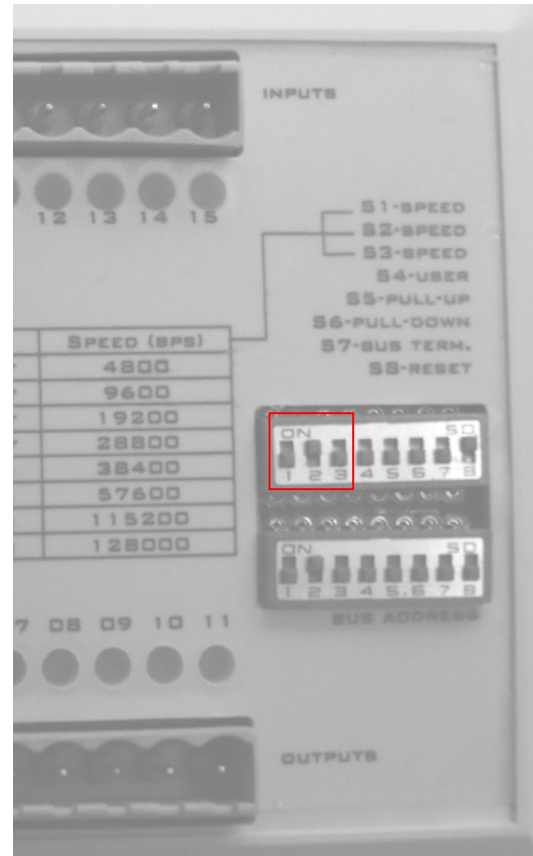 INPUTS
12 13 14 15
S1-SPEED
S2-SPEED
S3-SPEED
S4-USER
S5-PULL-UP
S6-PULL-DOWN
S7-BUS TERM.
S8-RESET
SPEED (BPS)
4800
9600
19200
28800
38400
57600
115200
128000
ON SD
1 2 3 4 5 6 7 8
ON SD
1 2 3 4 5 6 7 8
BUS ADDRESS
7 08 09 10 11
OUTPUTS